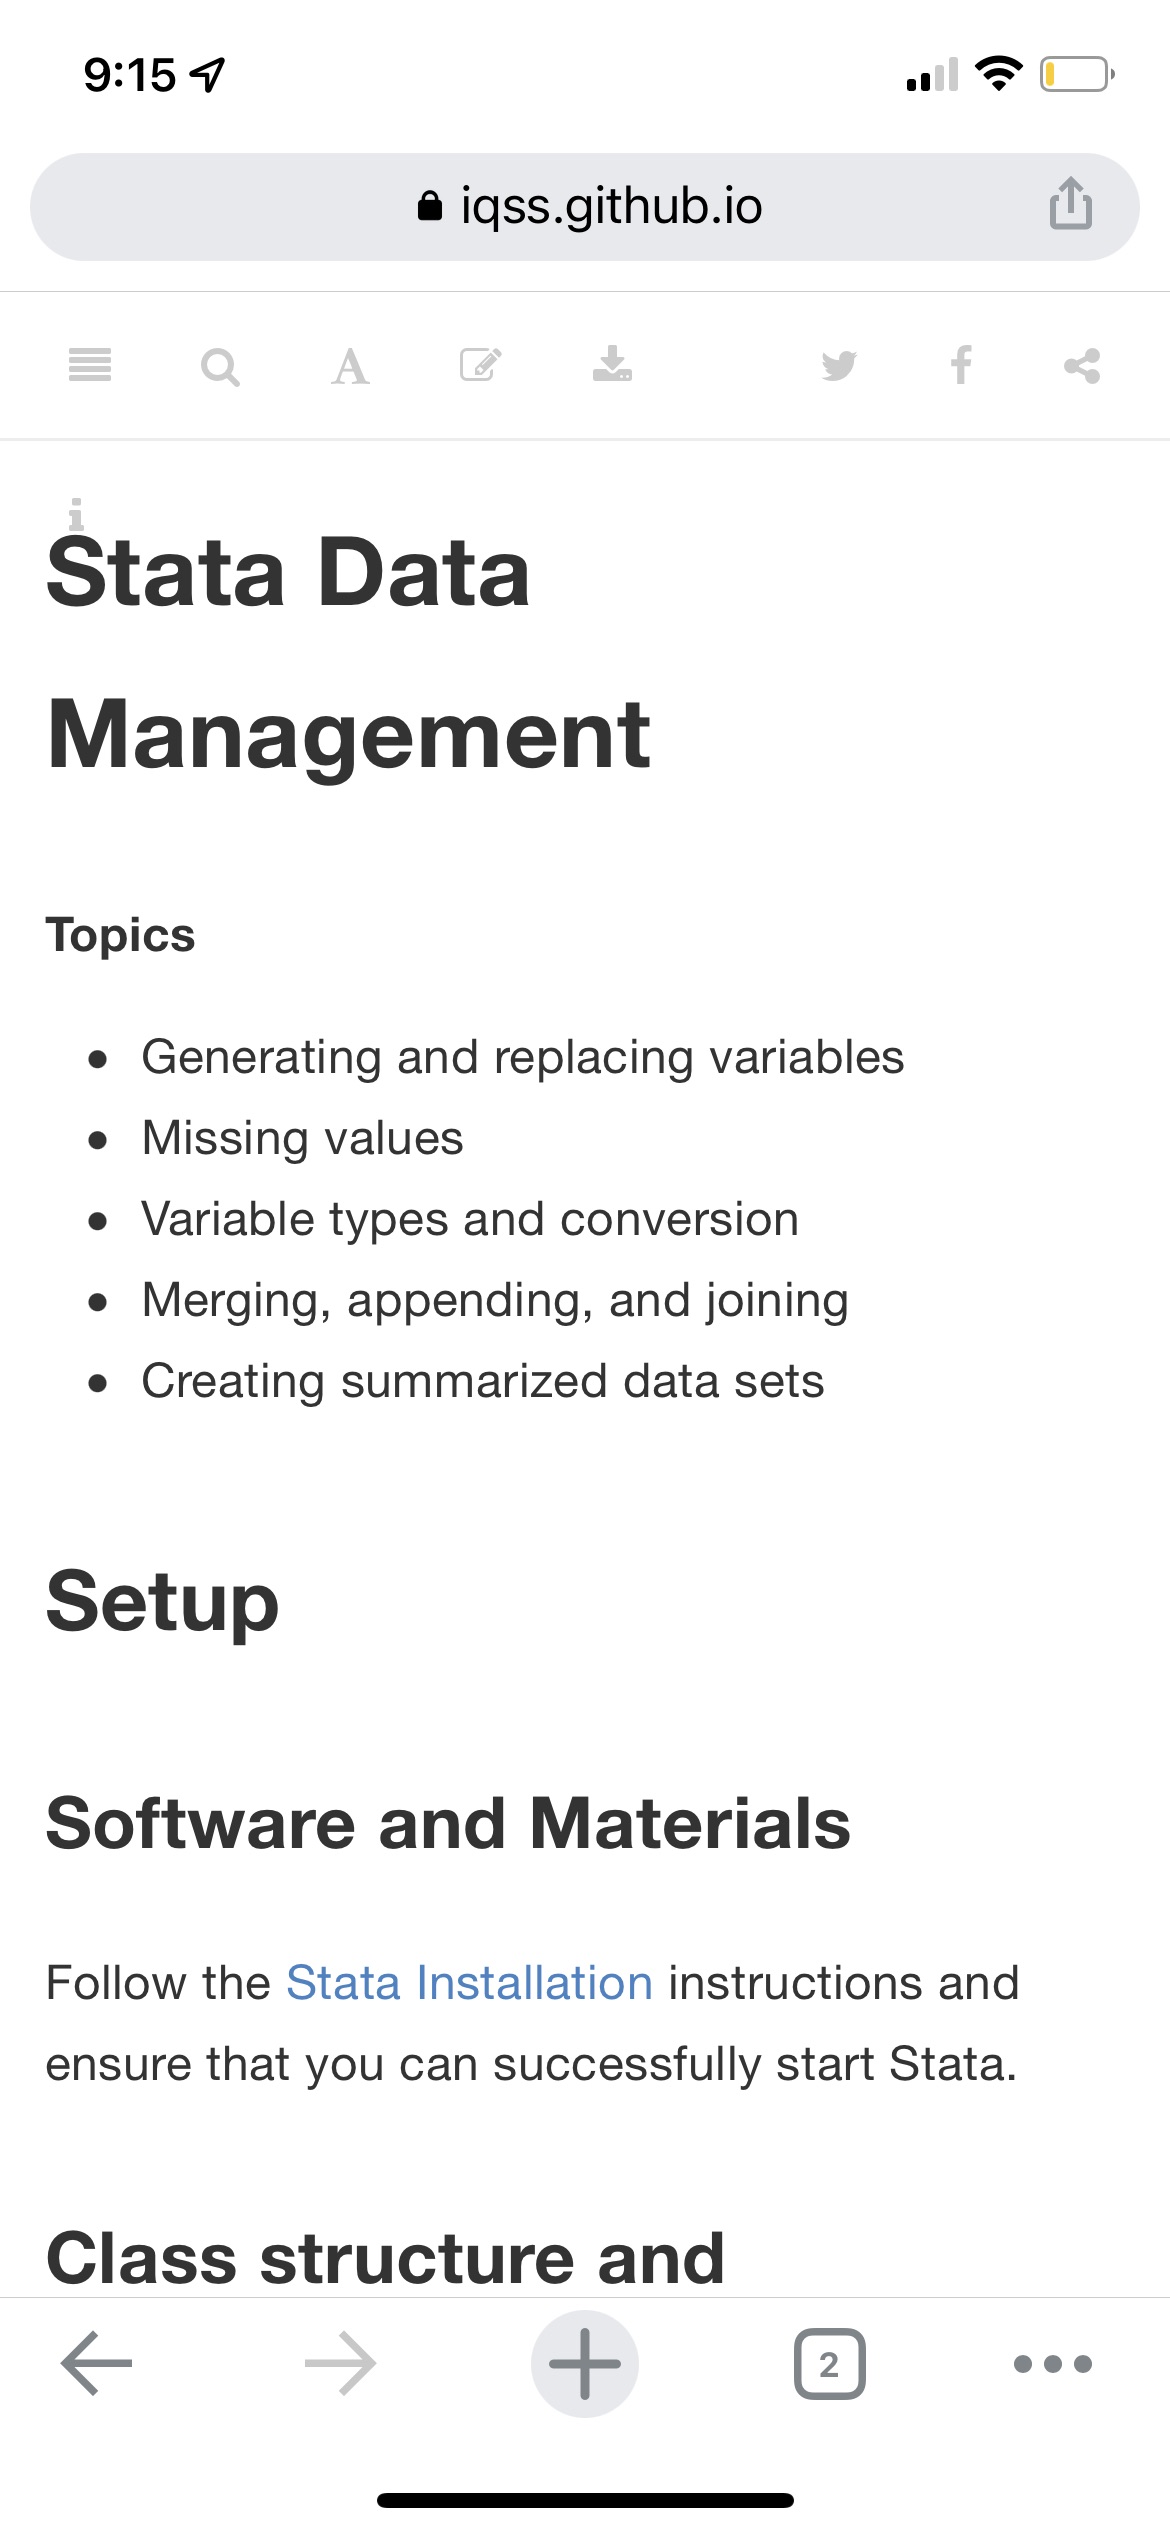 9:15
iqss.github.io
Stata Data
Management
Topics
Generating and replacing variables
Missing values
Variable types and conversion
Merging, appending, and joining
Creating summarized data sets
Setup
Software and Materials
Follow the Stata Installation instructions and
ensure that you can successfully start Stata.
Class structure and
2